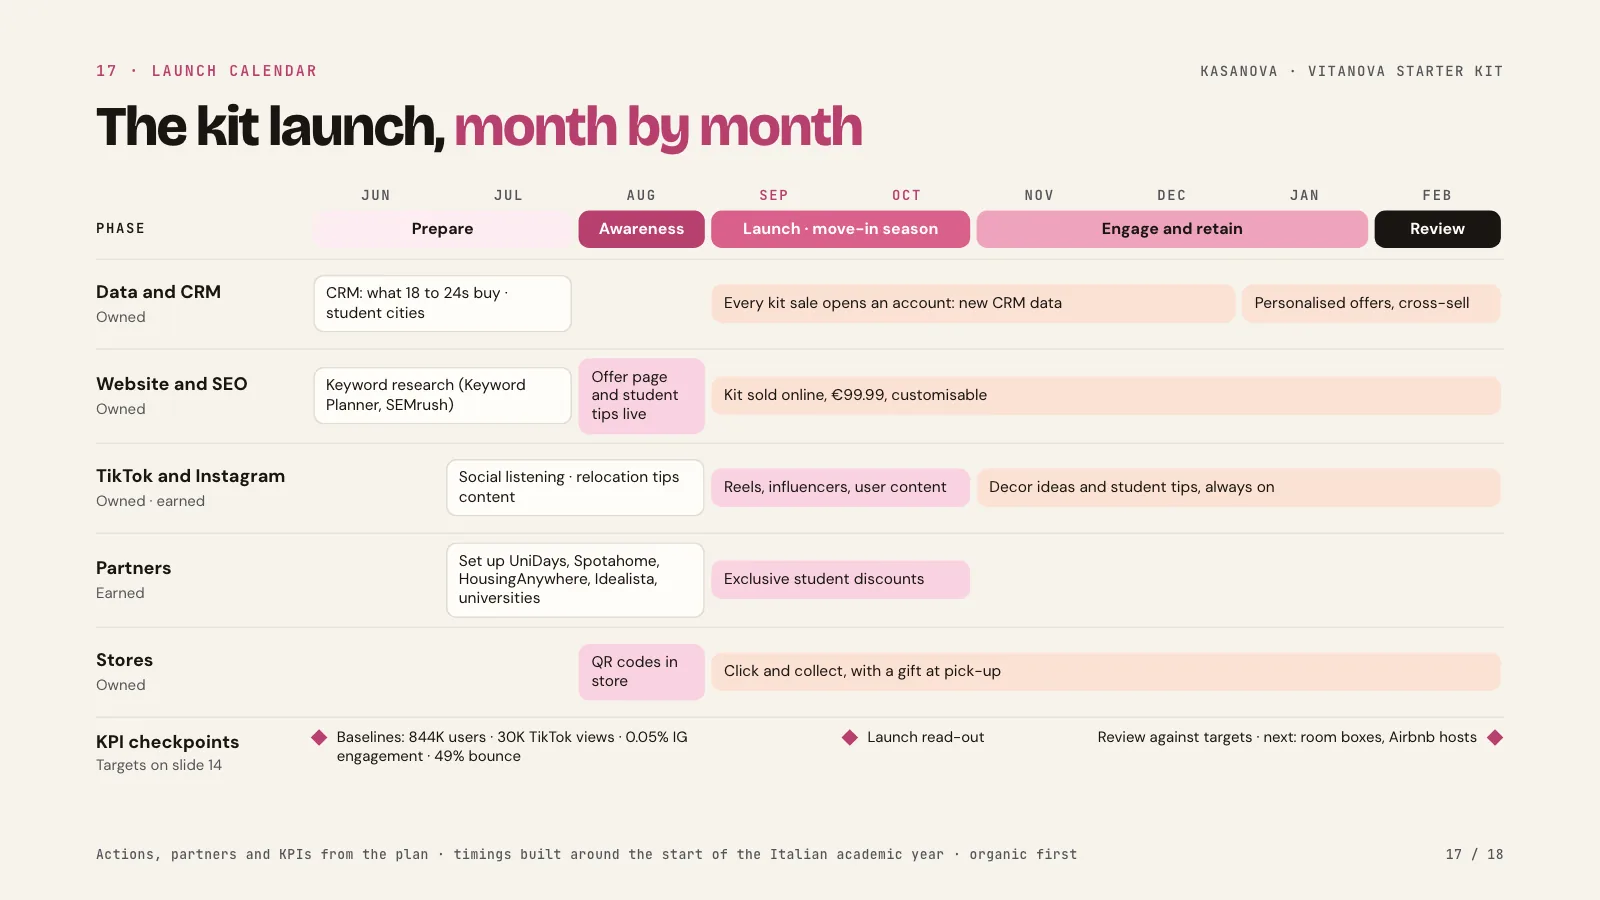 17 · LAUNCH CALENDAR
KASANOVA · VITANOVA STARTER KIT
The kit launch, month by month
JUN JUL AUG SEP OCT NOV DEC JAN FEB
PHASE
Prepare
Awareness
Launch · move-in season
Engage and retain
Review
Data and CRM
Owned
CRM: what 18 to 24s buy ·
student cities
Every kit sale opens an account: new CRM data
Personalised offers, cross-sell
Website and SEO
Owned
Keyword research (Keyword
Planner, SEMrush)
Offer page
and student
tips live
Kit sold online, €99.99, customisable
TikTok and Instagram
Owned · earned
Social listening · relocation tips
content
Reels, influencers, user content
Decor ideas and student tips, always on
Partners
Earned
Set up UniDays, Spotahome,
HousingAnywhere, Idealista,
universities
Exclusive student discounts
Stores
Owned
QR codes in
store
Click and collect, with a gift at pick-up
KPI checkpoints
Targets on slide 14
Baselines: 844K users · 30K TikTok views · 0.05% IG
engagement · 49% bounce
Launch read-out
Review against targets · next: room boxes, Airbnb hosts
Actions, partners and KPIs from the plan · timings built around the start of the Italian academic year · organic first
17 / 18